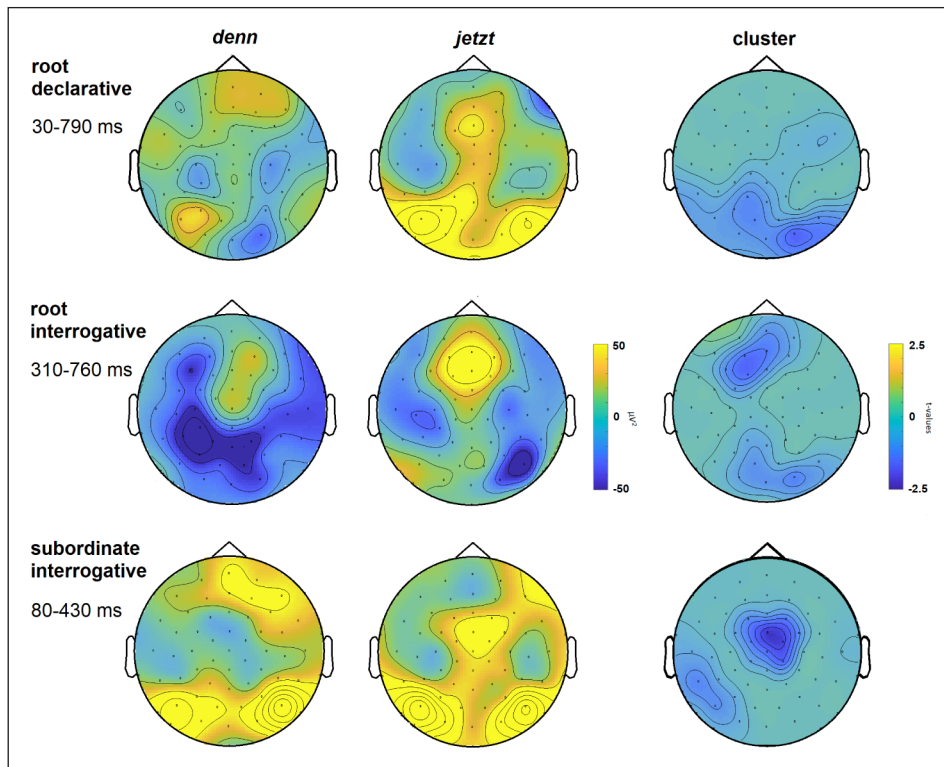 denn
jetzt
cluster
root
declarative
30-790 ms
root
interrogative
310-760 ms
50
0
-50
μV²
2.5
0
-2.5
t-values
subordinate
interrogative
80-430 ms